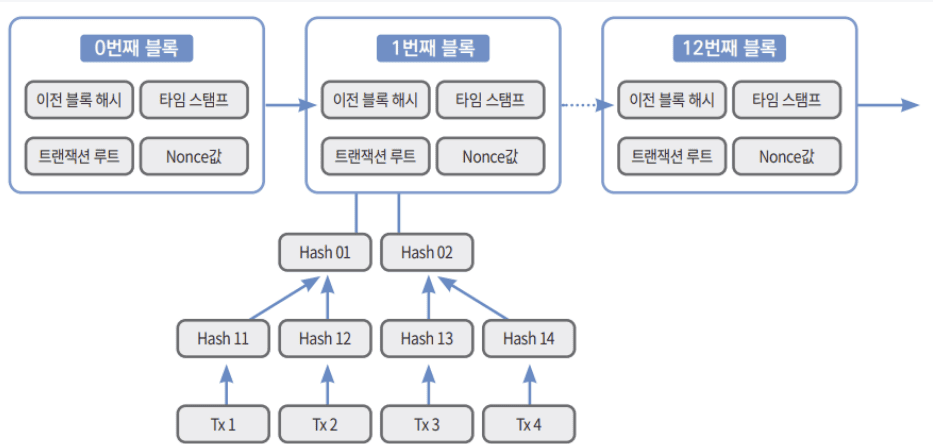 0번째 블록
1번째 블록
12번째 블록
이전 블록 해시 타임 스탬프
이전 블록 해시 타임 스탬프
이전 블록 해시 타임 스탬프
트랜잭션 루트 Nonce값
트랜잭션 루트 Nonce값
트랜잭션 루트 Nonce값
Hash 01 Hash 02
Hash 11 Hash 12 Hash 13 Hash 14
Tx 1 Tx 2 Tx 3 Tx 4